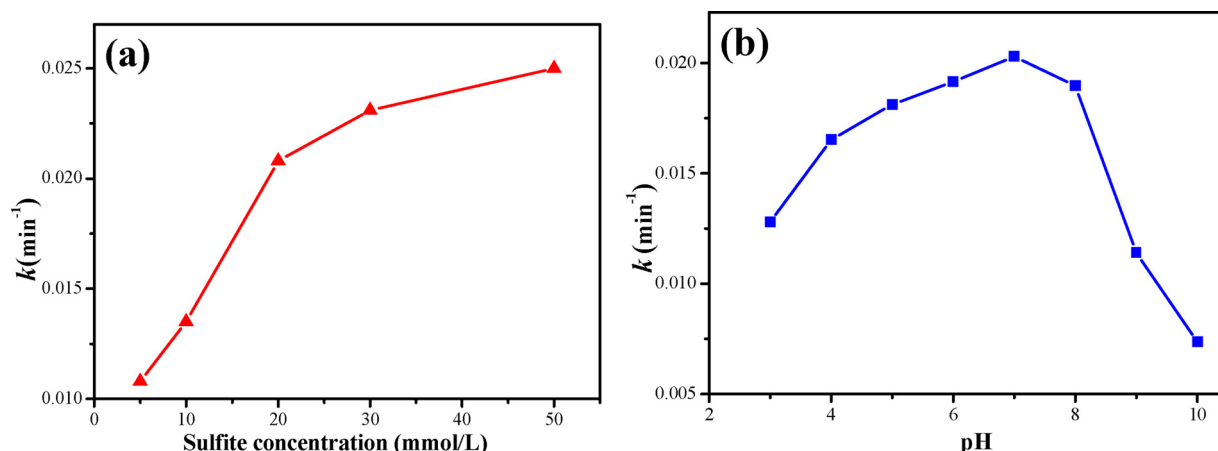 (a)
k(min⁻¹)
0.025
0.020
0.015
0.010
0 10 20 30 40 50
Sulfite concentration (mmol/L)
(b)
k (min⁻¹)
0.020
0.015
0.010
0.005
2 4 6 8 10
pH